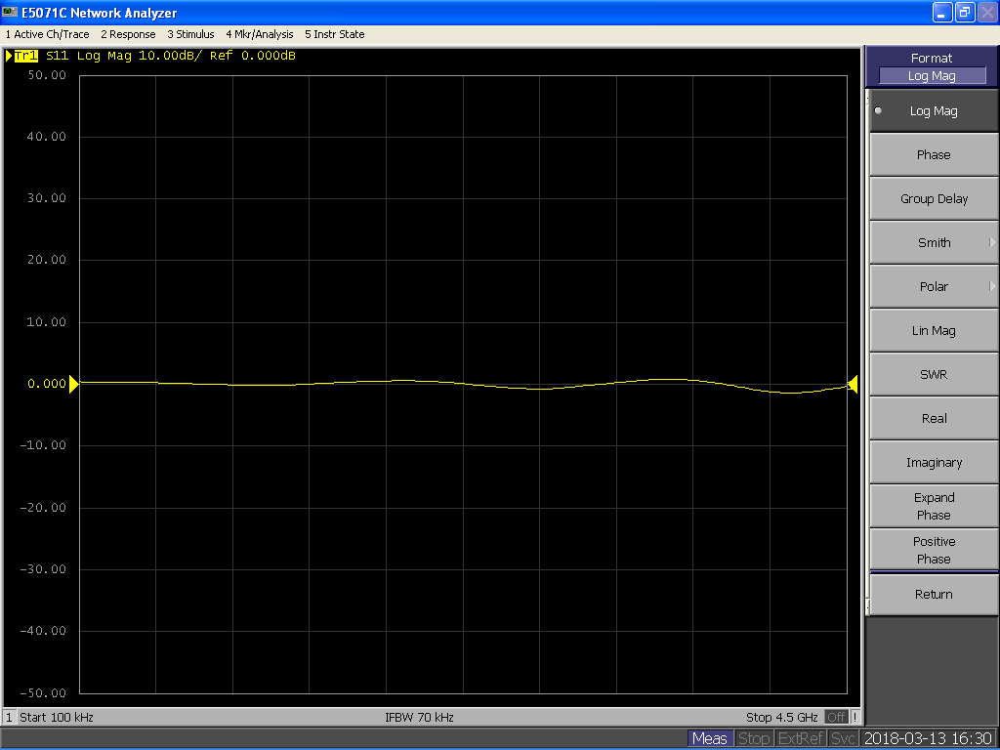 E5071C Network Analyzer
1 Active Ch/Trace 2 Response 3 Stimulus 4 Mkr/Analysis 5 Instr State
Tr1 S11 Log Mag 10.00dB/ Ref 0.000dB
50.00
40.00
30.00
20.00
10.00
0.000
-10.00
-20.00
-30.00
-40.00
-50.00
1 Start 100 kHz IFBW 70 kHz Stop 4.5 GHz Off !
Format
Log Mag
Log Mag
Phase
Group Delay
Smith
Polar
Lin Mag
SWR
Real
Imaginary
Expand
Phase
Positive
Phase
Return
Meas Stop ExtRef Svc 2018-03-13 16:30